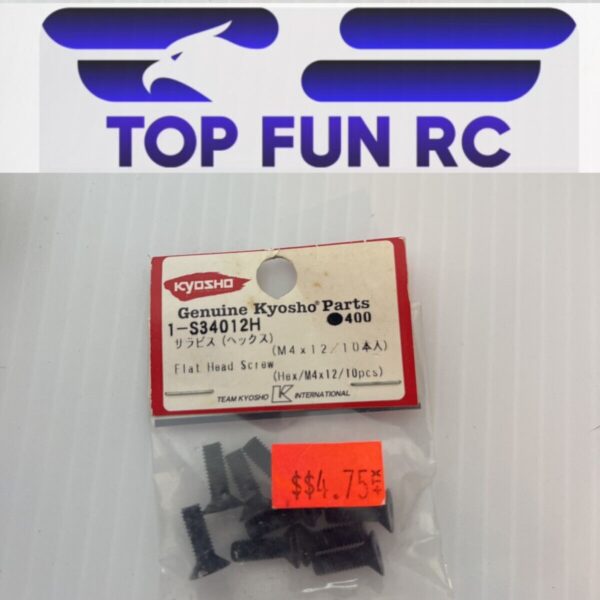 TOP FUN RC
KYOSHO
Genuine Kyosho® Parts
1-S34012H ●400
サラビス (ヘックス)
(M4x12/10本入)
Flat Head Screw
(Hex/M4x12/10pcs)
TEAM KYOSHO K INTERNATIONAL
$$4.75
+TX